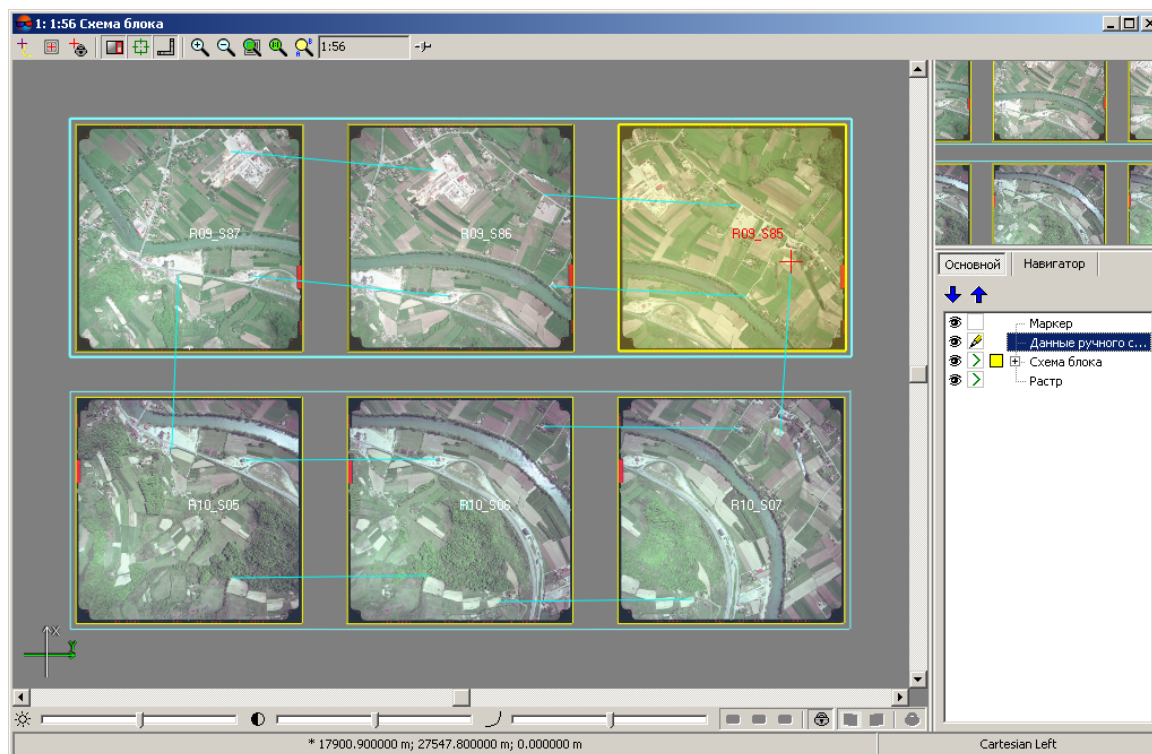 1: 1:56 Схема блока
1:56
R09_S87
R09_S86
R09_S85
R10_S05
R10_S06
R10_S07
X
Y
Основной
Навигатор
Маркер
Данные ручного с...
Схема блока
Растр
* 17900.900000 m; 27547.800000 m; 0.000000 m
Cartesian Left